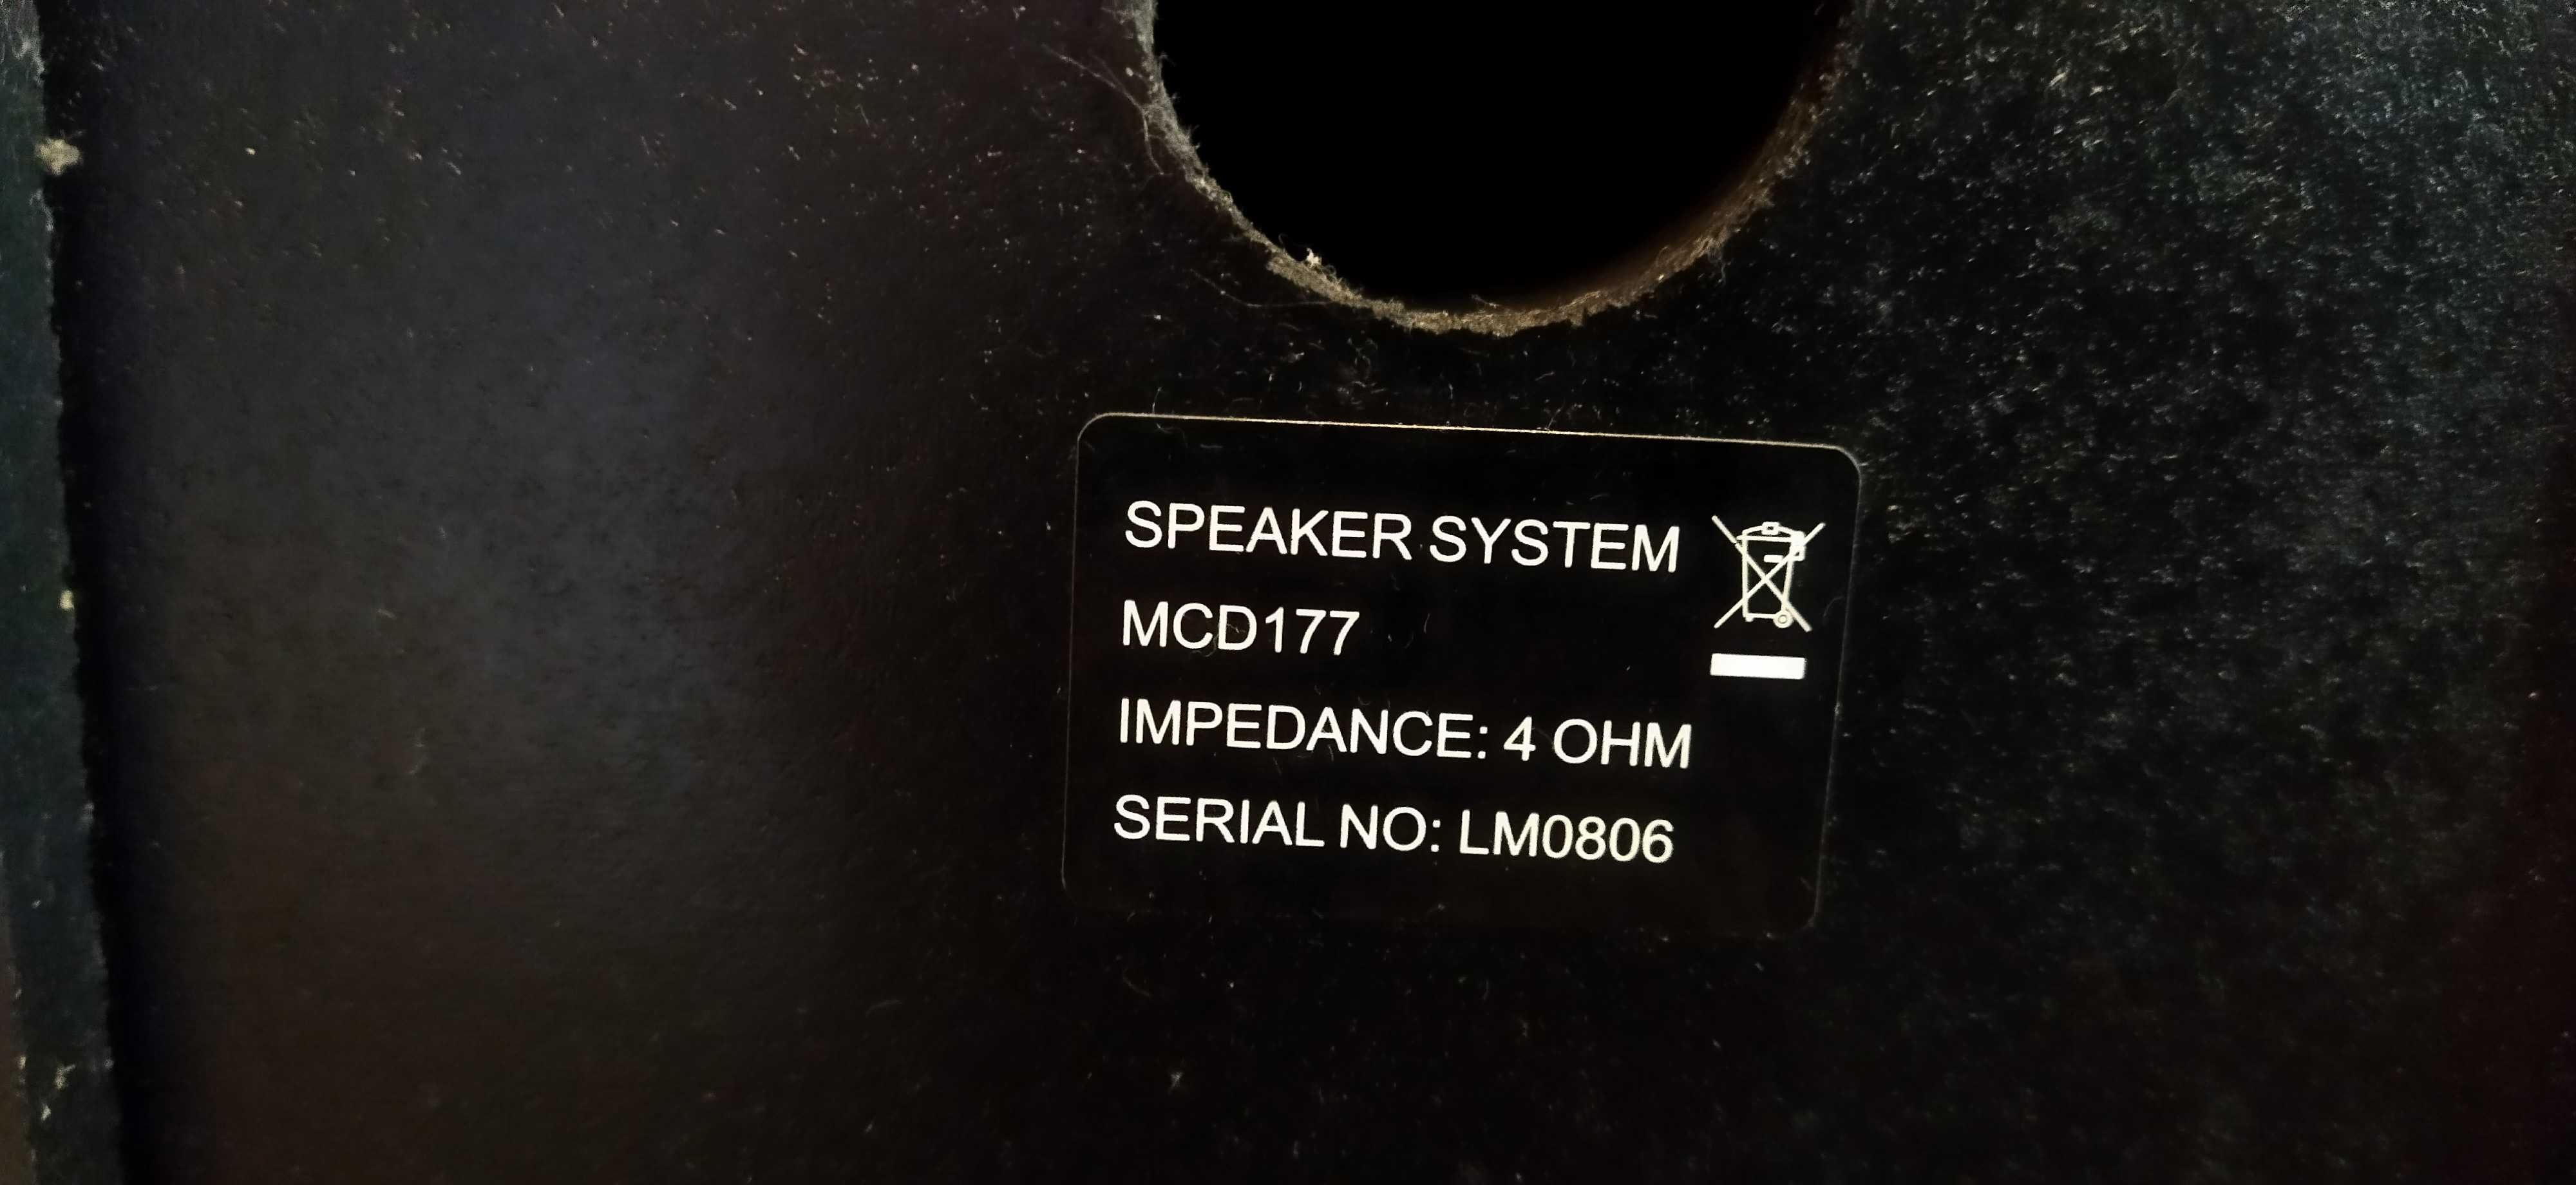 SPEAKER SYSTEM
MCD177
IMPEDANCE: 4 OHM
SERIAL NO: LM0806